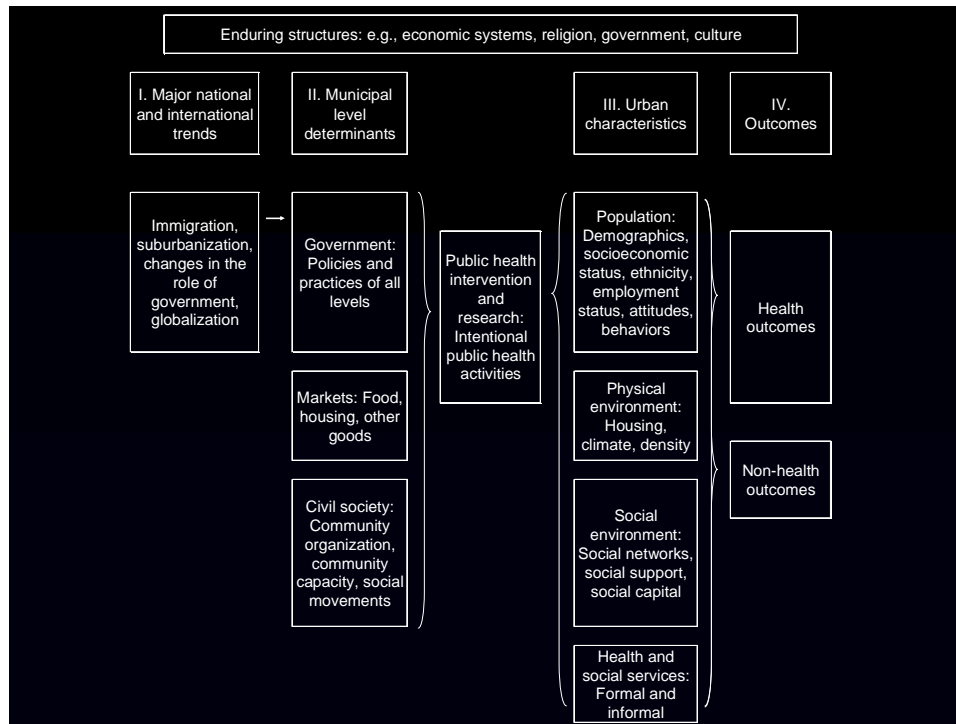 Enduring structures: e.g., economic systems, religion, government, culture
I. Major national
and international
trends
II. Municipal
level
determinants
III. Urban
characteristics
IV.
Outcomes
Immigration,
suburbanization,
changes in the
role of
government,
globalization
Government:
Policies and
practices of all
levels
Markets: Food,
housing, other
goods
Civil society:
Community
organization,
community
capacity, social
movements
Public health
intervention
and
research:
Intentional
public health
activities
Population:
Demographics,
socioeconomic
status, ethnicity,
employment
status, attitudes,
behaviors
Physical
environment:
Housing,
climate, density
Social
environment:
Social networks,
social support,
social capital
Health and
social services:
Formal and
informal
Health
outcomes
Non-health
outcomes